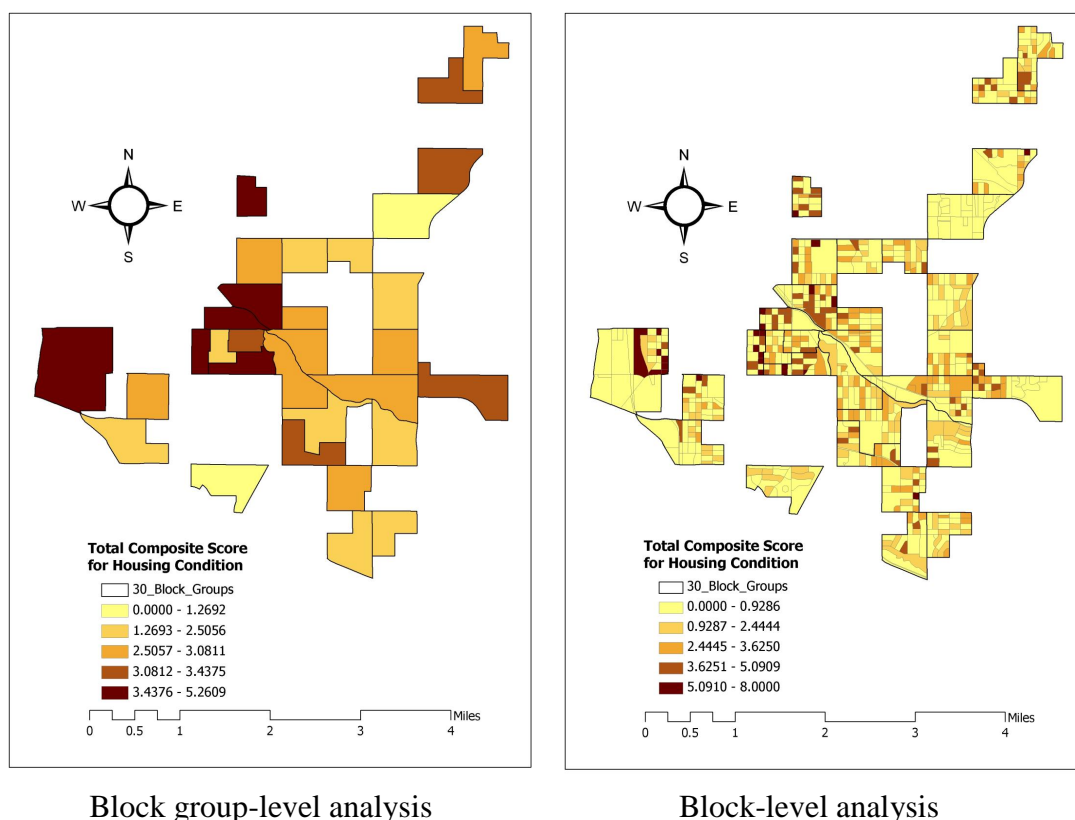 N
W E
S
Total Composite Score
for Housing Condition
30_Block_Groups
0.0000 - 1.2692
1.2693 - 2.5056
2.5057 - 3.0811
3.0812 - 3.4375
3.4376 - 5.2609
Miles
0 0.5 1 2 3 4
Block group-level analysis
N
W E
S
Total Composite Score
for Housing Condition
30_Block_Groups
0.0000 - 0.9286
0.9287 - 2.4444
2.4445 - 3.6250
3.6251 - 5.0909
5.0910 - 8.0000
Miles
0 0.5 1 2 3 4
Block-level analysis